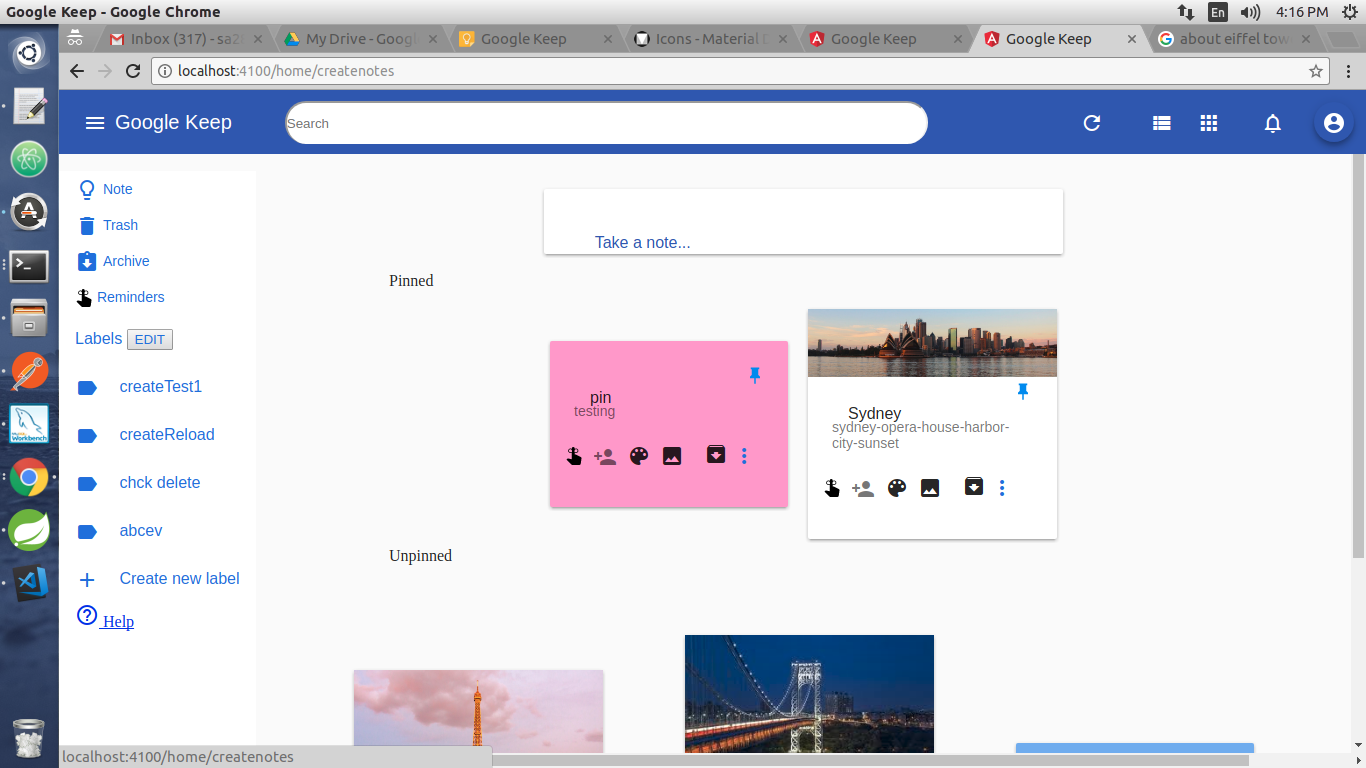 Google Keep - Google Chrome
En
4:16 PM
Inbox (317) - sa2
My Drive - Googl
Google Keep
Icons - Material D
Google Keep
Google Keep
about eiffel tow
localhost:4100/home/createnotes
Google Keep
Search
Note
Trash
Archive
Reminders
Labels EDIT
createTest1
createReload
chck delete
abcev
Create new label
Help
Take a note...
Pinned
pin
testing
Sydney
sydney-opera-house-harbor-
city-sunset
Unpinned
Workbench
localhost:4100/home/createnotes